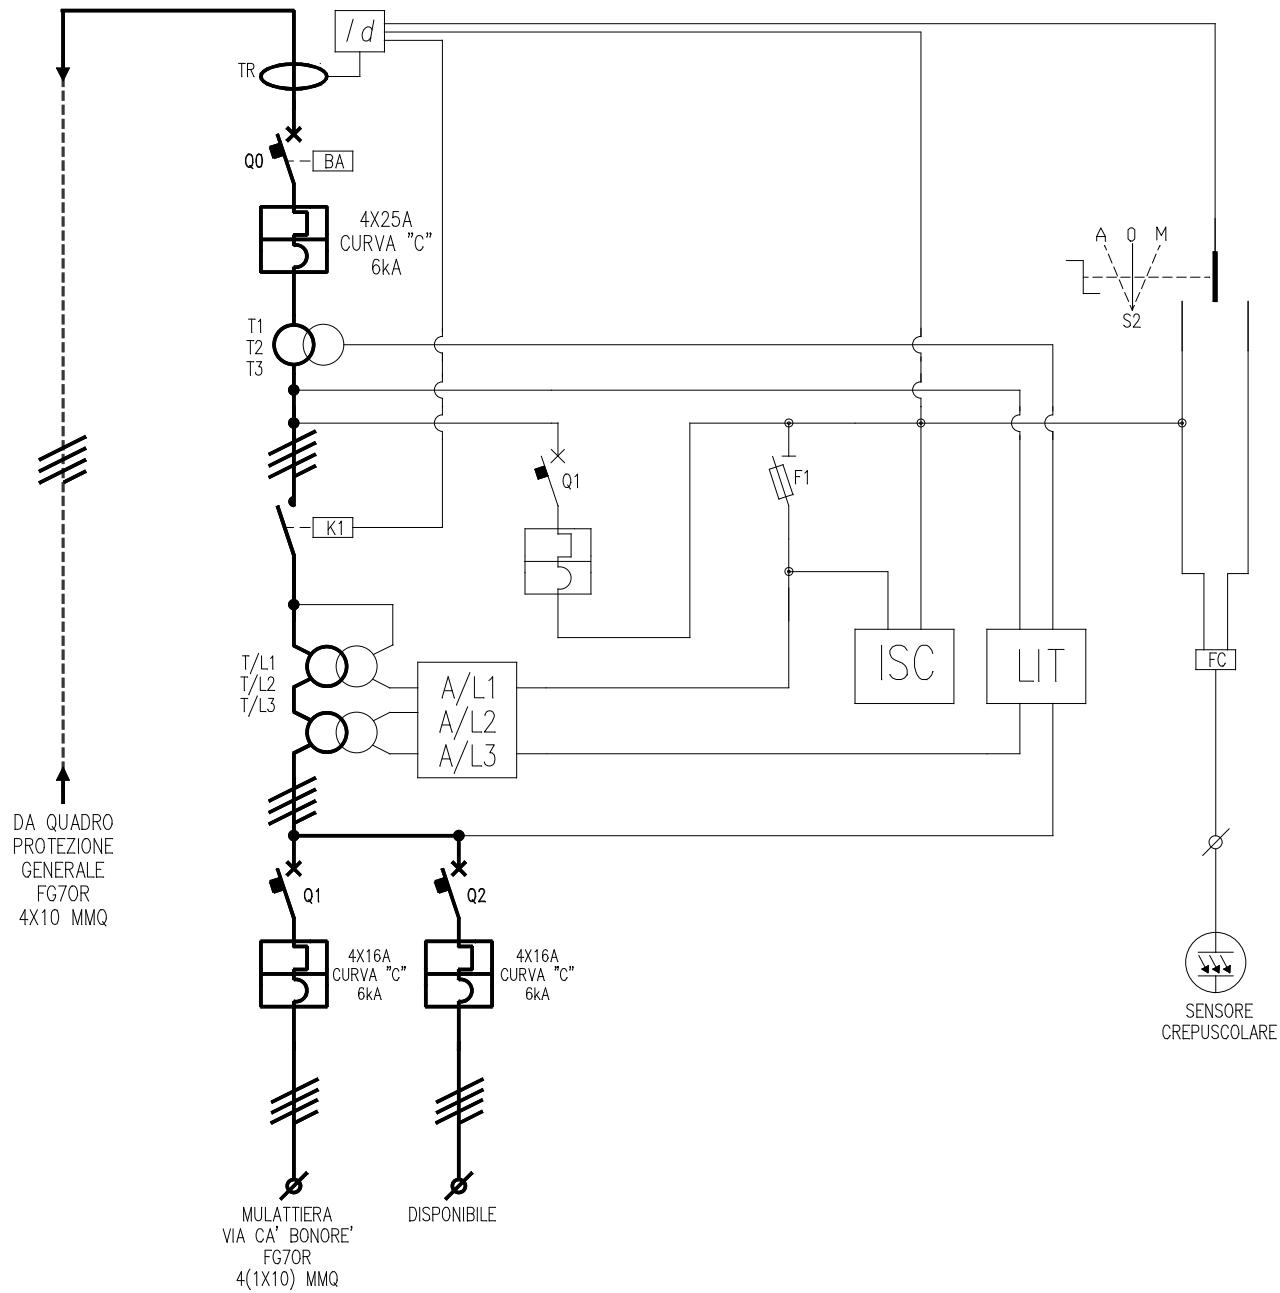 /d
TR
Q0
BA
4X25A
CURVA "C"
6kA
A O M
S2
T1
T2
T3
Q1
F1
K1
ISC
LIT
FC
T/L1
T/L2
T/L3
A/L1
A/L2
A/L3
DA QUADRO
PROTEZIONE
GENERALE
FG7OR
4X10 MMQ
Q1
Q2
4X16A
CURVA "C"
6kA
4X16A
CURVA "C"
6kA
SENSORE
CREPUSCOLARE
MULATTIERA
VIA CA' BONORE'
FG7OR
4(1X10) MMQ
DISPONIBILE